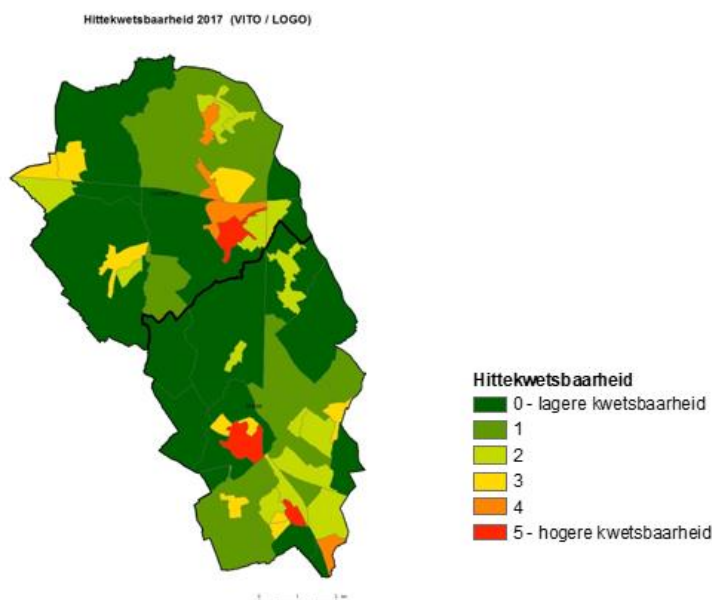 Hittekwetsbaarheid 2017 (VITO / LOGO)
Hittekwetsbaarheid
0 - lagere kwetsbaarheid
1
2
3
4
5 - hogere kwetsbaarheid